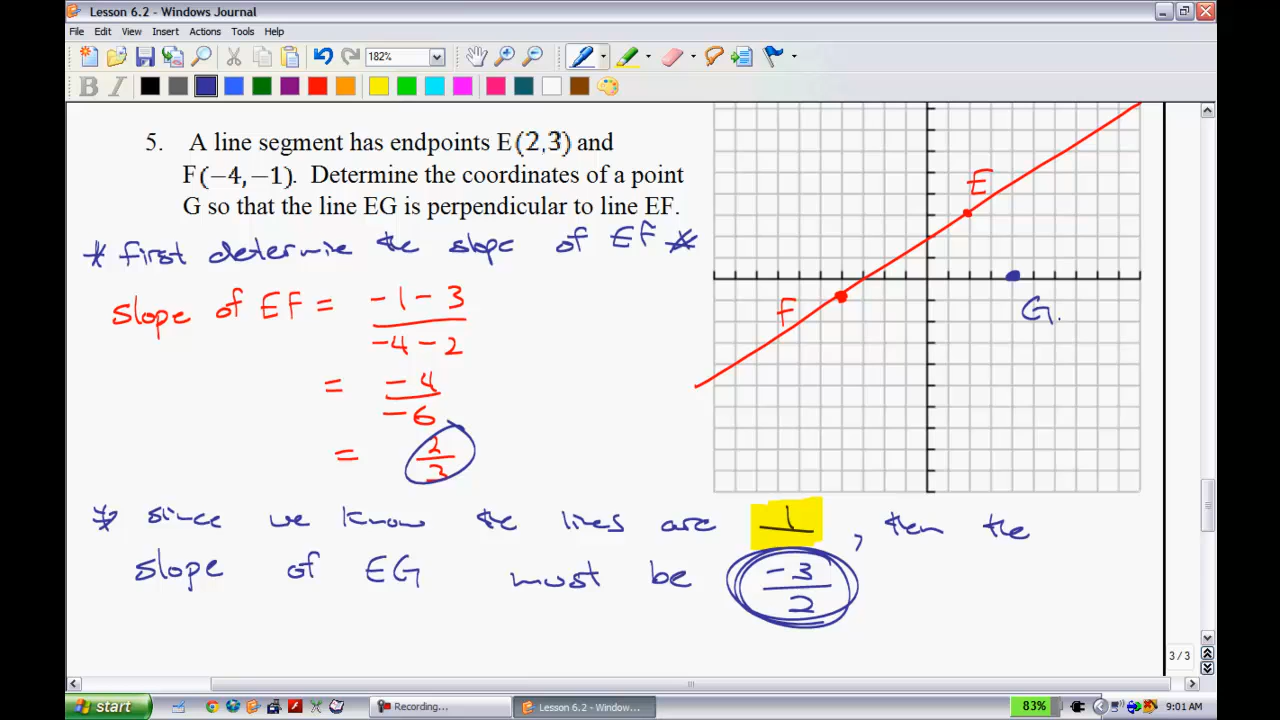 Lesson 6.2 - Windows Journal
File Edit View Insert Actions Tools Help
182%
B I
5. A line segment has endpoints E(2,3) and
F(−4,−1). Determine the coordinates of a point
G so that the line EG is perpendicular to line EF.
* first determine the slope of EF *
slope of EF = -1 - 3
-4 - 2
= -4
-6
= 2
3
E
F
G.
* since we know the lines are ⊥, then the
slope of EG must be -3
2
3/3
start
Recording...
Lesson 6.2 - Window...
83%
9:01 AM